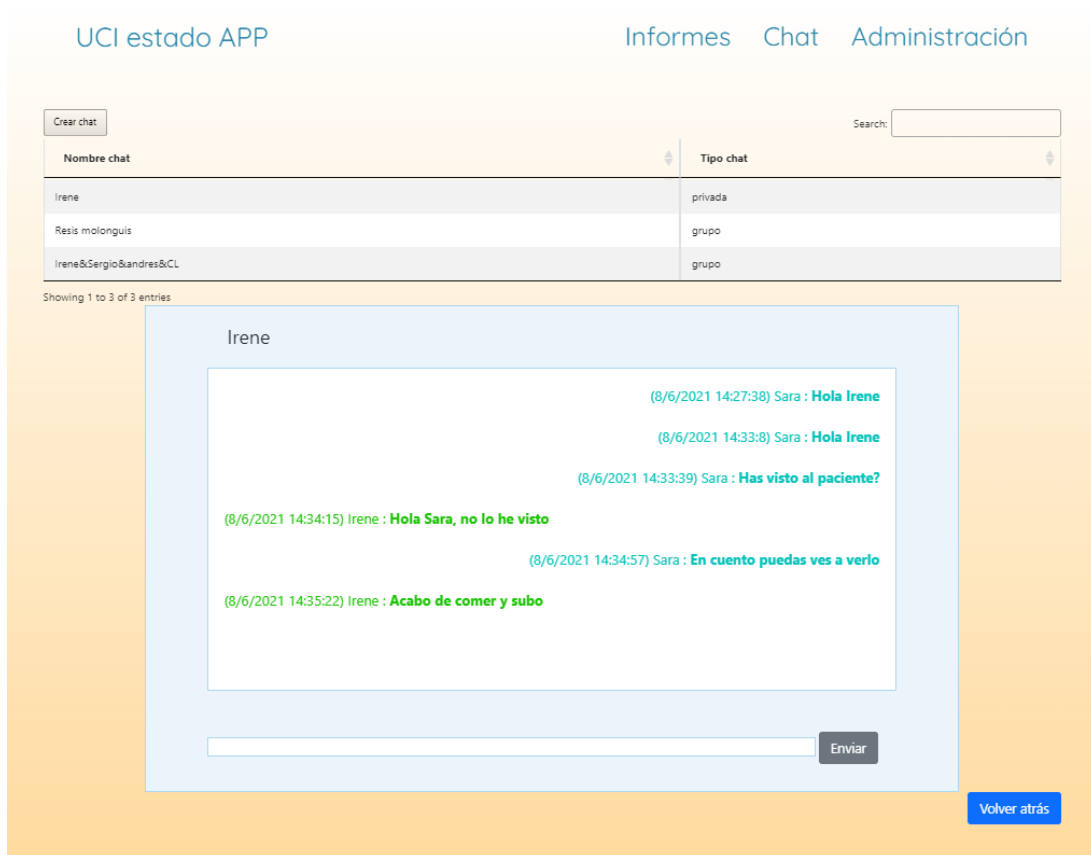 UCI estado APP Informes Chat Administración
Crear chat Search:
Nombre chat Tipo chat
Irene privada
Resis molonguis grupo
Irene&Sergio&andres&CL grupo
Showing 1 to 3 of 3 entries
Irene
(8/6/2021 14:27:38) Sara : Hola Irene
(8/6/2021 14:33:8) Sara : Hola Irene
(8/6/2021 14:33:39) Sara : Has visto al paciente?
(8/6/2021 14:34:15) Irene : Hola Sara, no lo he visto
(8/6/2021 14:34:57) Sara : En cuento puedas ves a verlo
(8/6/2021 14:35:22) Irene : Acabo de comer y subo
Enviar
Volver atrás